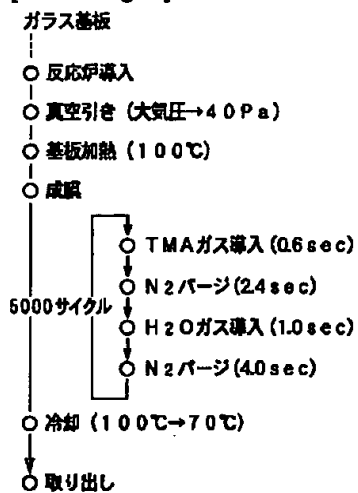 ガラス基板
反応炉導入
真空引き (大気圧→40Pa)
基板加熱 (100℃)
成膜
TMAガス導入 (0.6sec)
N2パージ (2.4sec)
5000サイクル
H2Oガス導入 (1.0sec)
N2パージ (4.0sec)
冷却 (100℃→70℃)
取り出し